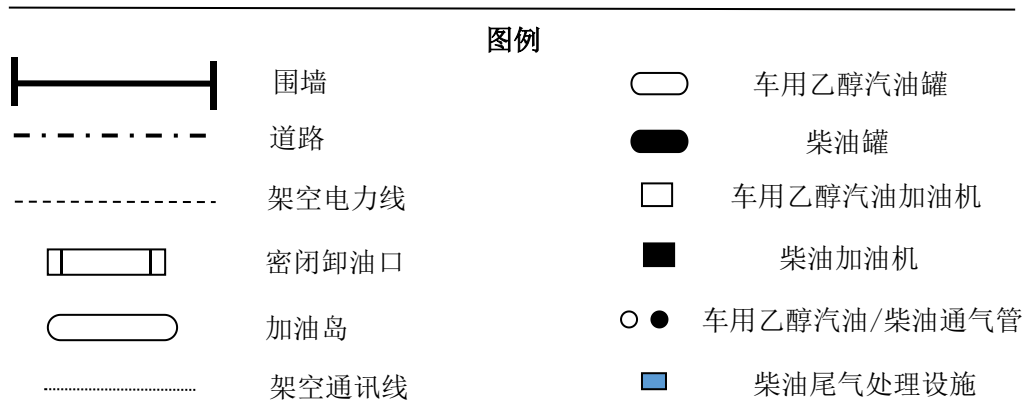 图例
围墙
车用乙醇汽油罐
道路
柴油罐
架空电力线
车用乙醇汽油加油机
密闭卸油口
柴油加油机
加油岛
车用乙醇汽油/柴油通气管
架空通讯线
柴油尾气处理设施